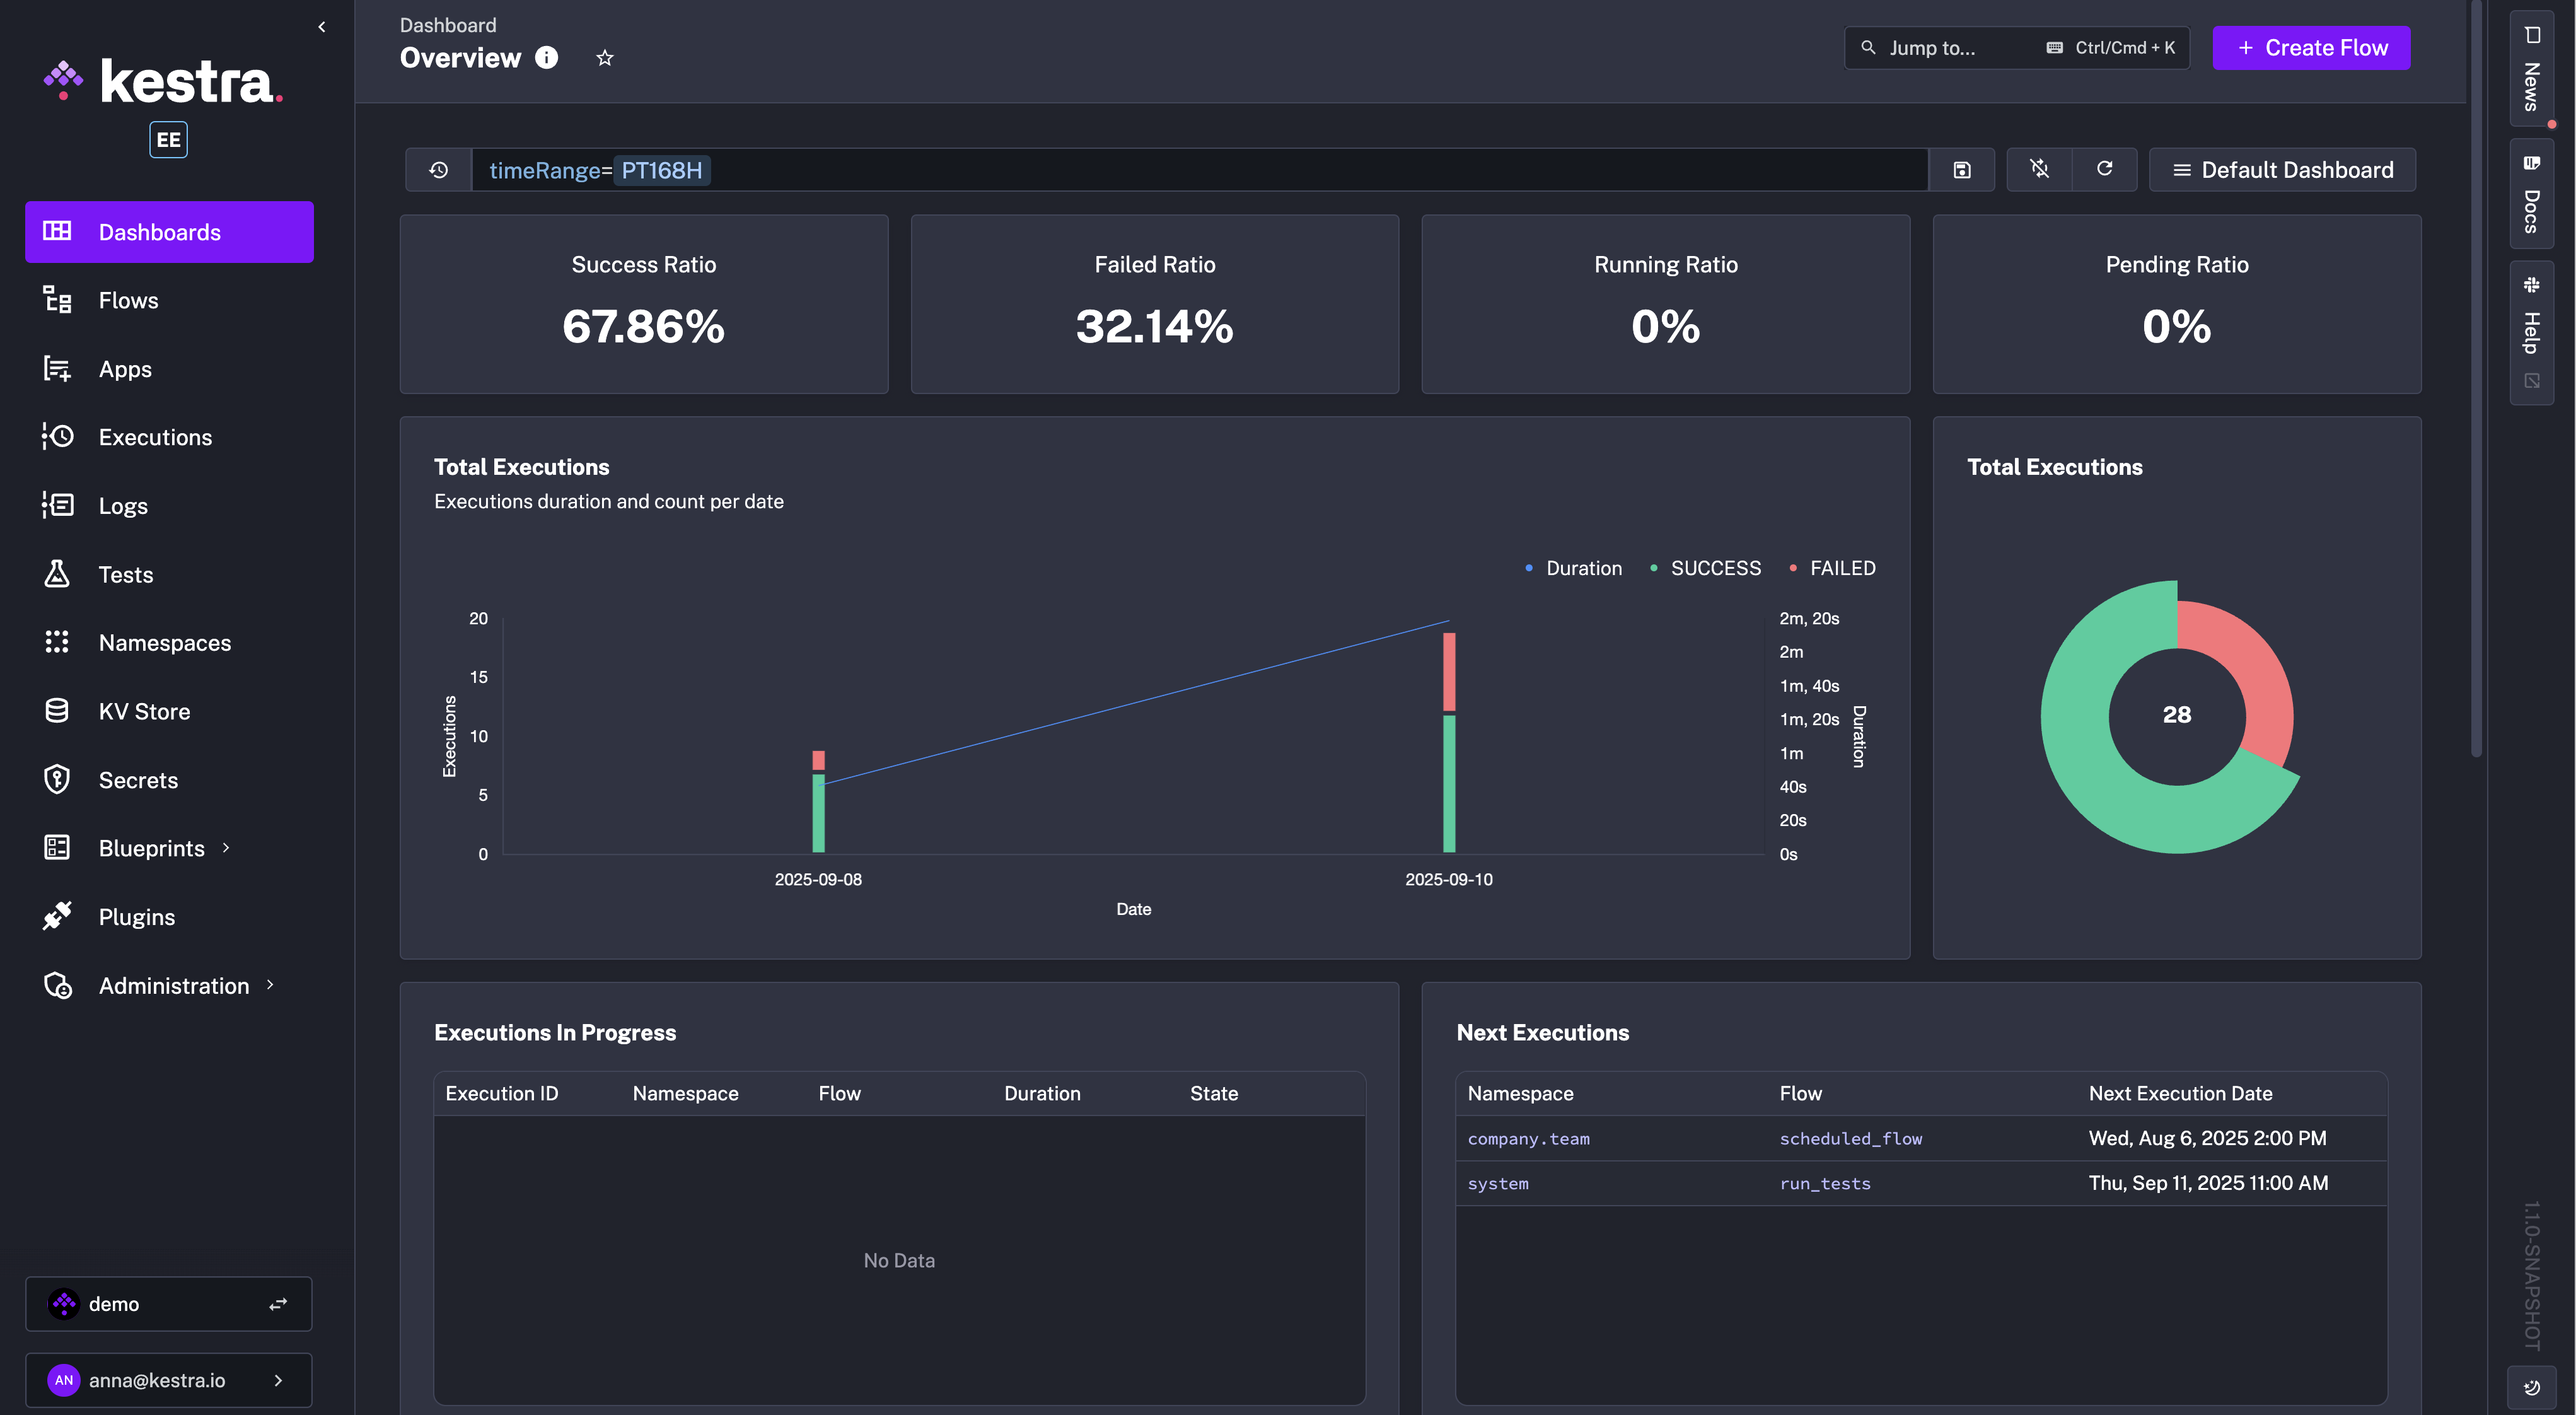 kestra.
EE
Dashboards
Flows
Apps
Executions
Logs
Tests
Namespaces
KV Store
Secrets
Blueprints
Plugins
Administration
demo
AN anna@kestra.io
Dashboard
Overview
Jump to... Ctrl/Cmd + K
+ Create Flow
timeRange=PT168H
Default Dashboard
Success Ratio
67.86%
Failed Ratio
32.14%
Running Ratio
0%
Pending Ratio
0%
Total Executions
Executions duration and count per date
Duration SUCCESS FAILED
Executions
20
15
10
5
0
2m, 20s
2m
1m, 40s
1m, 20s
1m
40s
20s
0s
Duration
2025-09-08 2025-09-10
Date
Total Executions
28
Executions In Progress
Execution ID Namespace Flow Duration State
No Data
Next Executions
Namespace Flow Next Execution Date
company.team scheduled_flow Wed, Aug 6, 2025 2:00 PM
system run_tests Thu, Sep 11, 2025 11:00 AM
News
Docs
Help
1.1.0-SNAPSHOT